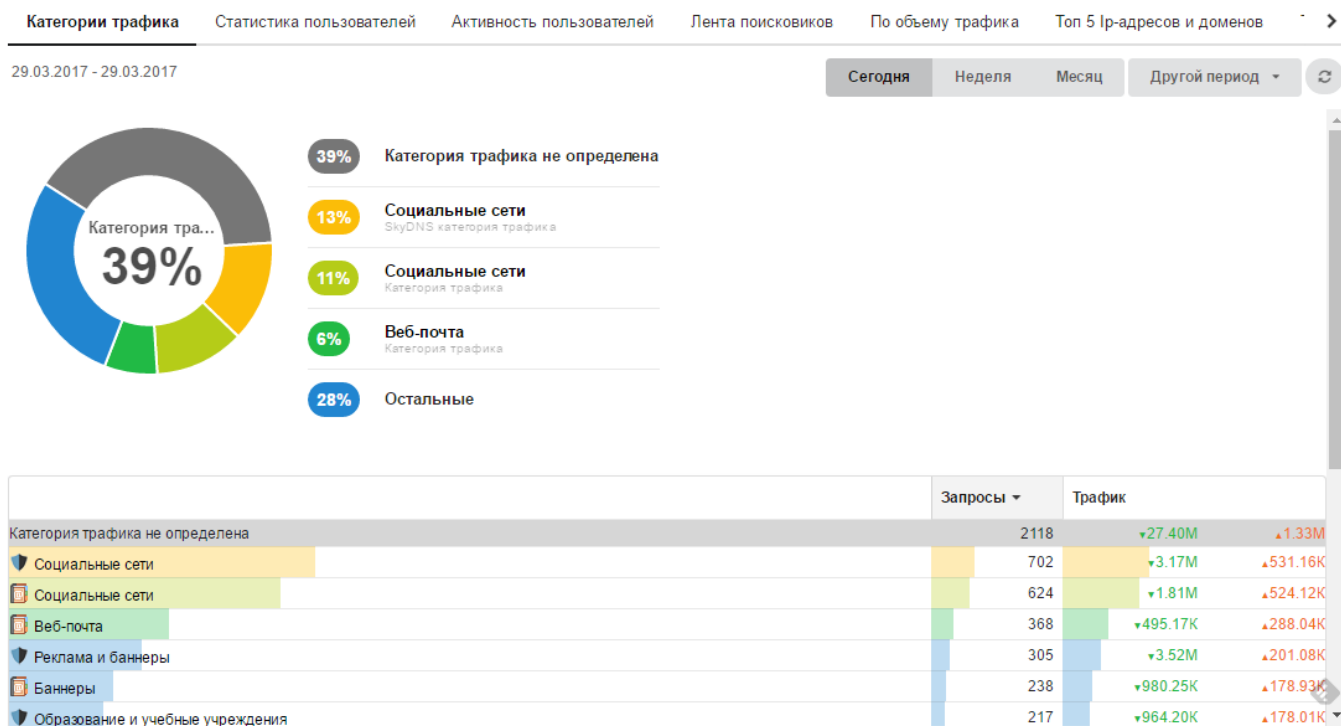 Категории трафика Статистика пользователей Активность пользователей Лента поисковиков По объему трафика Топ 5 Ip-адресов и доменов
29.03.2017 - 29.03.2017 Сегодня Неделя Месяц Другой период
39% Категория трафика не определена
13% Социальные сети
SkyDNS категория трафика
Категория тра...
39%
11% Социальные сети
Категория трафика
6% Веб-почта
Категория трафика
28% Остальные
Запросы Трафик
Категория трафика не определена 2118 ▾27.40M ▴1.33M
Социальные сети 702 ▾3.17M ▴531.16K
Социальные сети 624 ▾1.81M ▴524.12K
Веб-почта 368 ▾495.17K ▴288.04K
Реклама и баннеры 305 ▾3.52M ▴201.08K
Баннеры 238 ▾980.25K ▴178.93K
Образование и учебные учреждения 217 ▾964.20K ▴178.01K